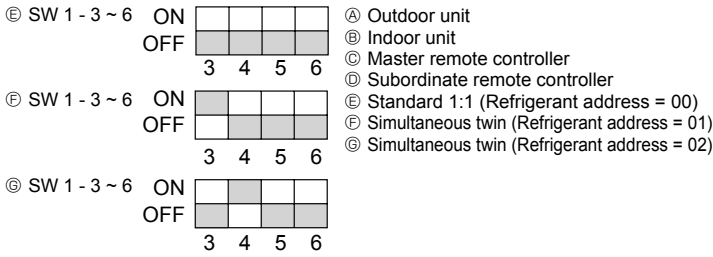 Ⓔ SW 1 - 3 ~ 6 ON
OFF
3 4 5 6
Ⓕ SW 1 - 3 ~ 6 ON
OFF
3 4 5 6
Ⓖ SW 1 - 3 ~ 6 ON
OFF
3 4 5 6
Ⓐ Outdoor unit
Ⓑ Indoor unit
Ⓒ Master remote controller
Ⓓ Subordinate remote controller
Ⓔ Standard 1:1 (Refrigerant address = 00)
Ⓕ Simultaneous twin (Refrigerant address = 01)
Ⓖ Simultaneous twin (Refrigerant address = 02)